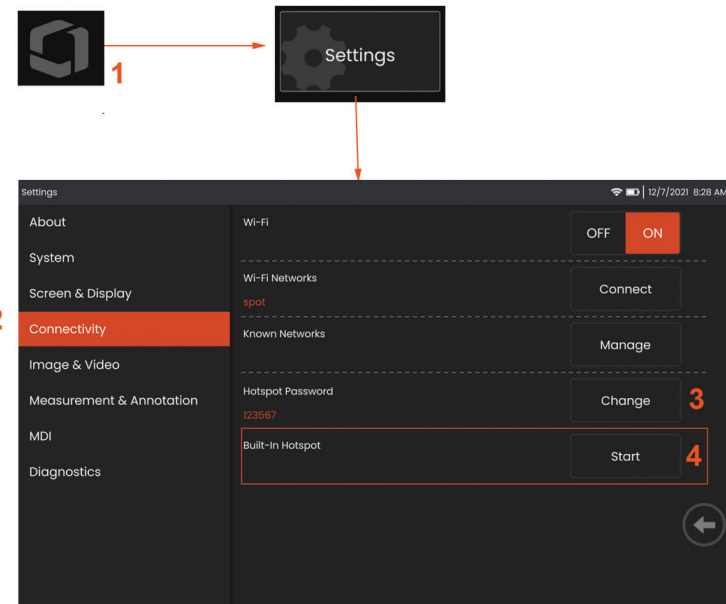 1
Settings
Settings 12/7/2021 8:28 AM
About
System
Screen & Display
2 Connectivity
Image & Video
Measurement & Annotation
MDI
Diagnostics
Wi-Fi OFF ON
Wi-Fi Networks
spot
Connect
Known Networks
Manage
Hotspot Password
123567
Change 3
Built-In Hotspot
Start 4